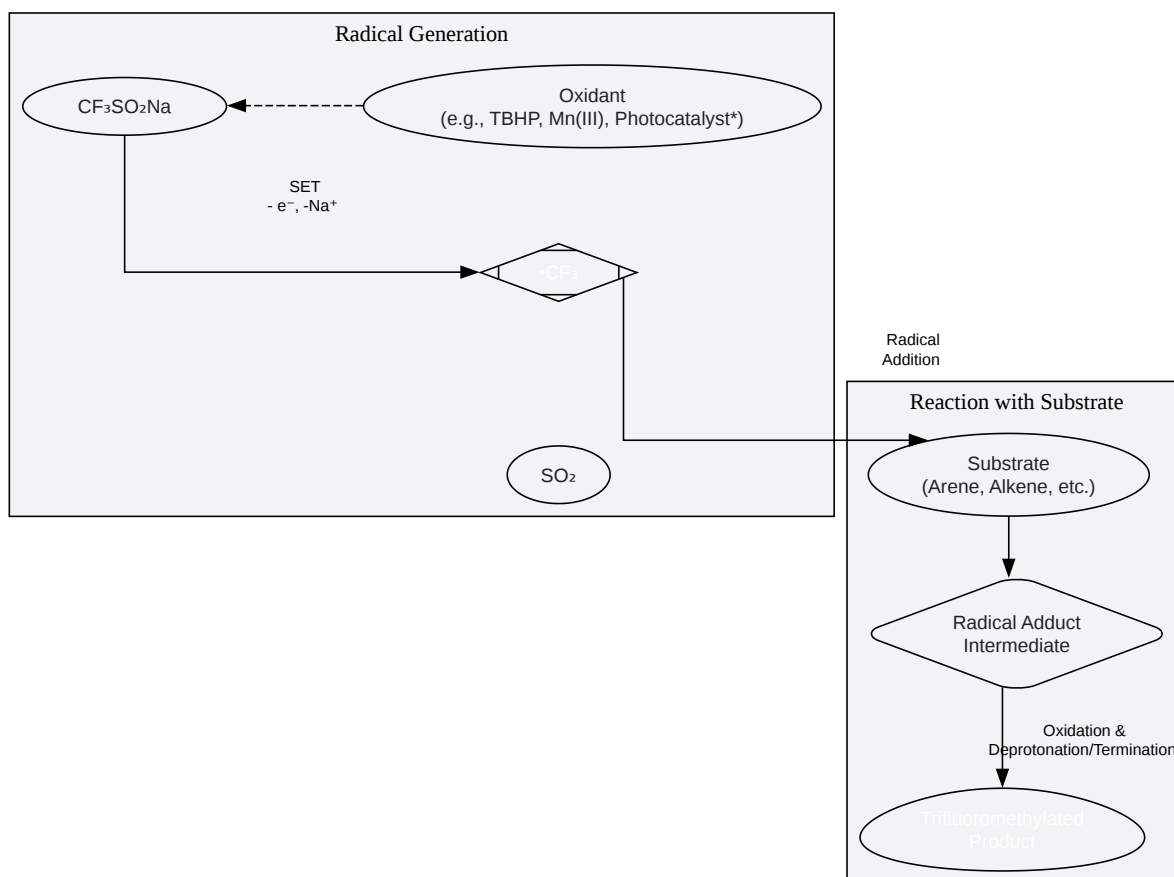 Radical Generation
CF₃SO₂Na
Oxidant
(e.g., TBHP, Mn(III), Photocatalyst*)
SET
- e⁻, -Na⁺
•CF₃
Radical
Addition
Reaction with Substrate
SO₂
Substrate
(Arene, Alkene, etc.)
Radical Adduct
Intermediate
Oxidation &
Deprotonation/Termination
Trifluoromethylated
Product